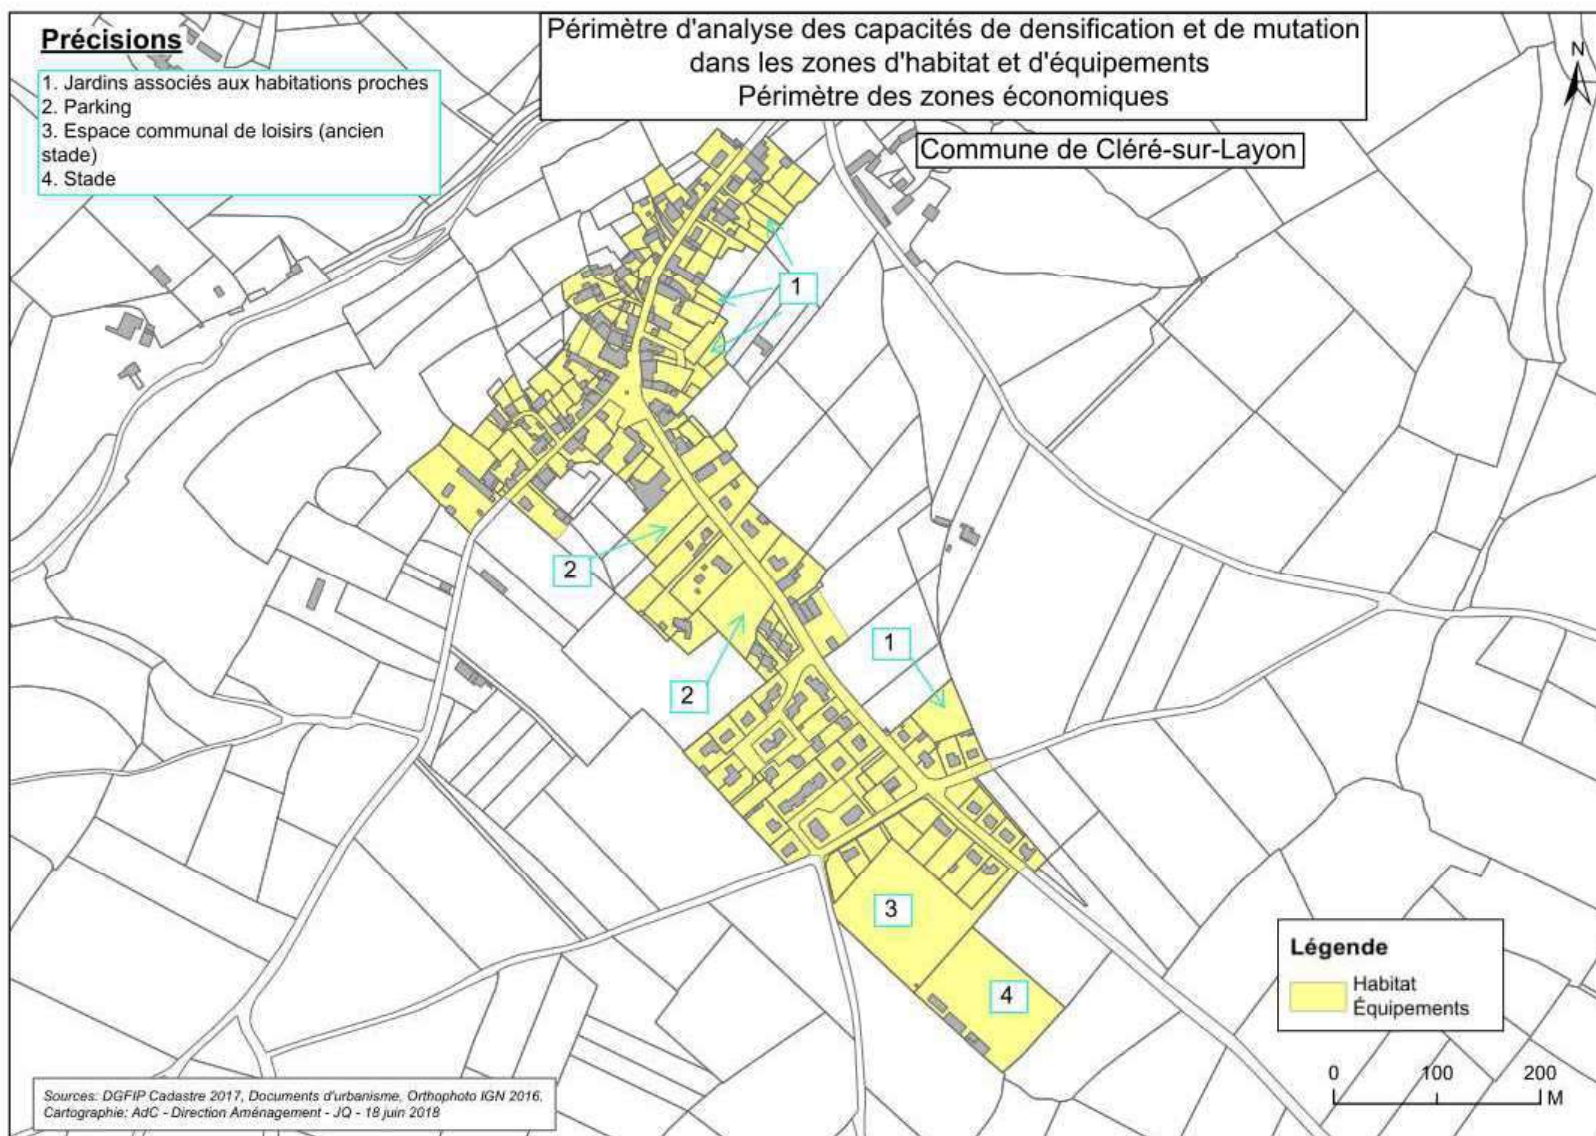 Précisions
1. Jardins associés aux habitations proches
2. Parking
3. Espace communal de loisirs (ancien
stade)
4. Stade
Périmètre d'analyse des capacités de densification et de mutation
dans les zones d'habitat et d'équipements
Périmètre des zones économiques
Commune de Cléré-sur-Layon
N
1
2
1
2
3
4
Légende
Habitat
Équipements
0 100 200
M
Sources: DGFIP Cadastre 2017, Documents d'urbanisme, Orthophoto IGN 2016.
Cartographie: AdC - Direction Aménagement - JQ - 18 juin 2018